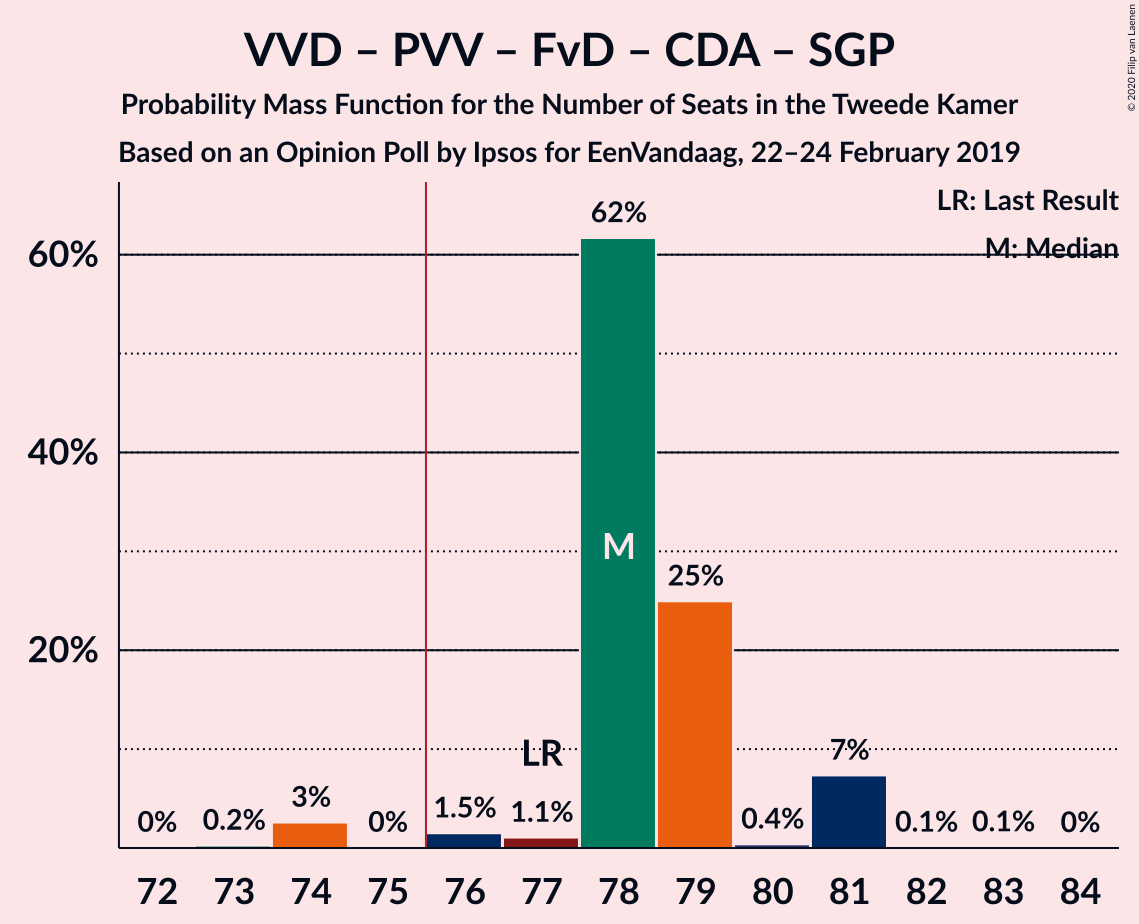 VVD – PVV – FvD – CDA – SGP
Probability Mass Function for the Number of Seats in the Tweede Kamer
Based on an Opinion Poll by Ipsos for EenVandaag, 22–24 February 2019
© 2020 Filip van Laenen
LR: Last Result
M: Median
60%
40%
20%
0%
0.2%
3%
0%
1.5%
LR
1.1%
62%
M
25%
0.4%
7%
0.1%
0.1%
0%
72 73 74 75 76 77 78 79 80 81 82 83 84